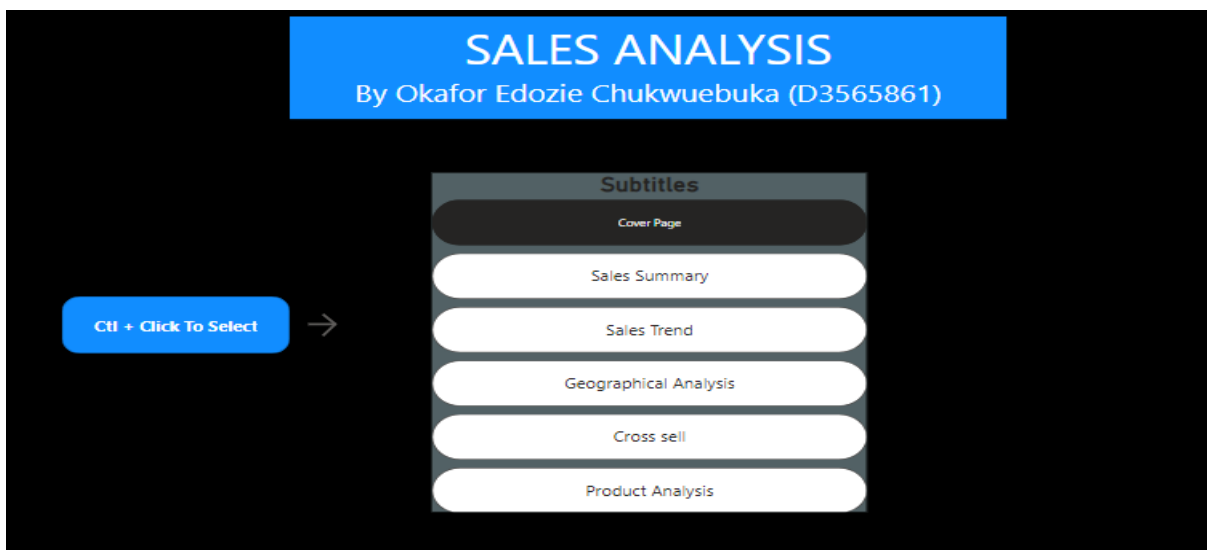 SALES ANALYSIS
By Okafor Edozie Chukwuebuka (D3565861)
Subtitles
Cover Page
Sales Summary
Sales Trend
Geographical Analysis
Cross sell
Product Analysis
Ctl + Click To Select